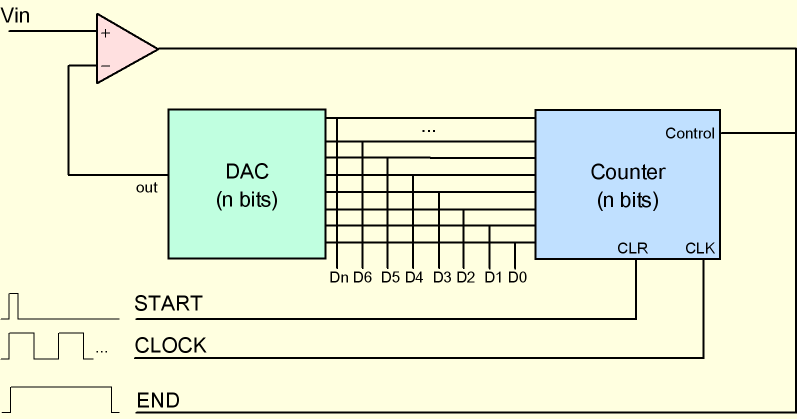 Vin
+
−
...
Control
DAC
(n bits)
Counter
(n bits)
out
CLR CLK
Dn D6 D5 D4 D3 D2 D1 D0
START
... CLOCK
END